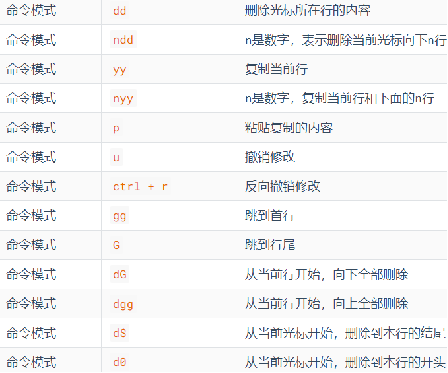 命令模式 dd 删除光标所在行的内容
命令模式 ndd n是数字，表示删除当前光标向下n行
命令模式 yy 复制当前行
命令模式 nyy n是数字，复制当前行和下面的n行
命令模式 p 粘贴复制的内容
命令模式 u 撤销修改
命令模式 ctrl + r 反向撤销修改
命令模式 gg 跳到首行
命令模式 G 跳到行尾
命令模式 dG 从当前行开始，向下全部删除
命令模式 dgg 从当前行开始，向上全部删除
命令模式 d$ 从当前光标开始，删除到本行的结尾
命令模式 d0 从当前光标开始，删除到本行的开头